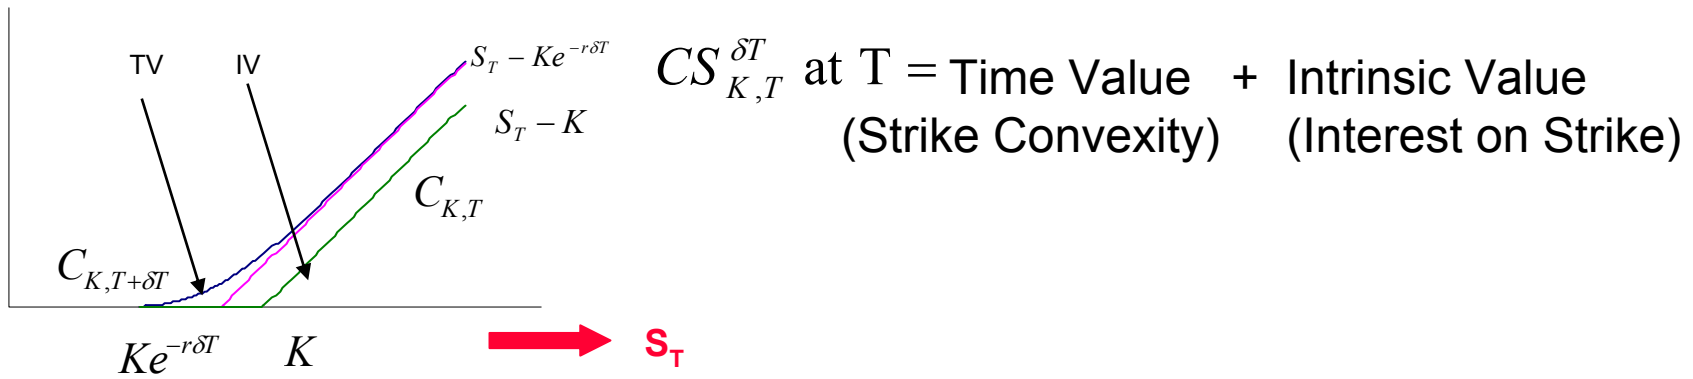 TV
IV
S_T − Ke^{−rδT}
S_T − K
C_{K,T}
C_{K,T+δT}
Ke^{−rδT}
K
S_T
CS_{K,T}^{δT} at T = Time Value + Intrinsic Value
(Strike Convexity) (Interest on Strike)